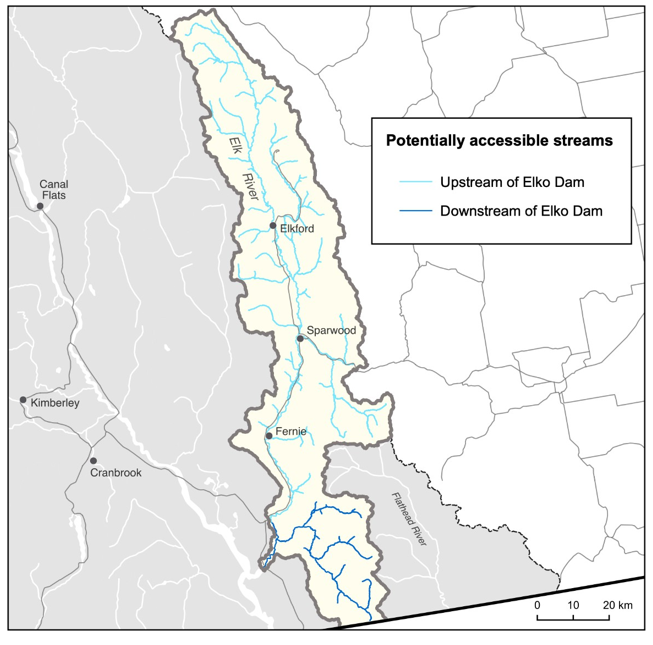 Potentially accessible streams
Upstream of Elko Dam
Downstream of Elko Dam
Elk
River
Canal
Flats
Elkford
Sparwood
Kimberley
Fernie
Cranbrook
Flathead River
0 10 20 km